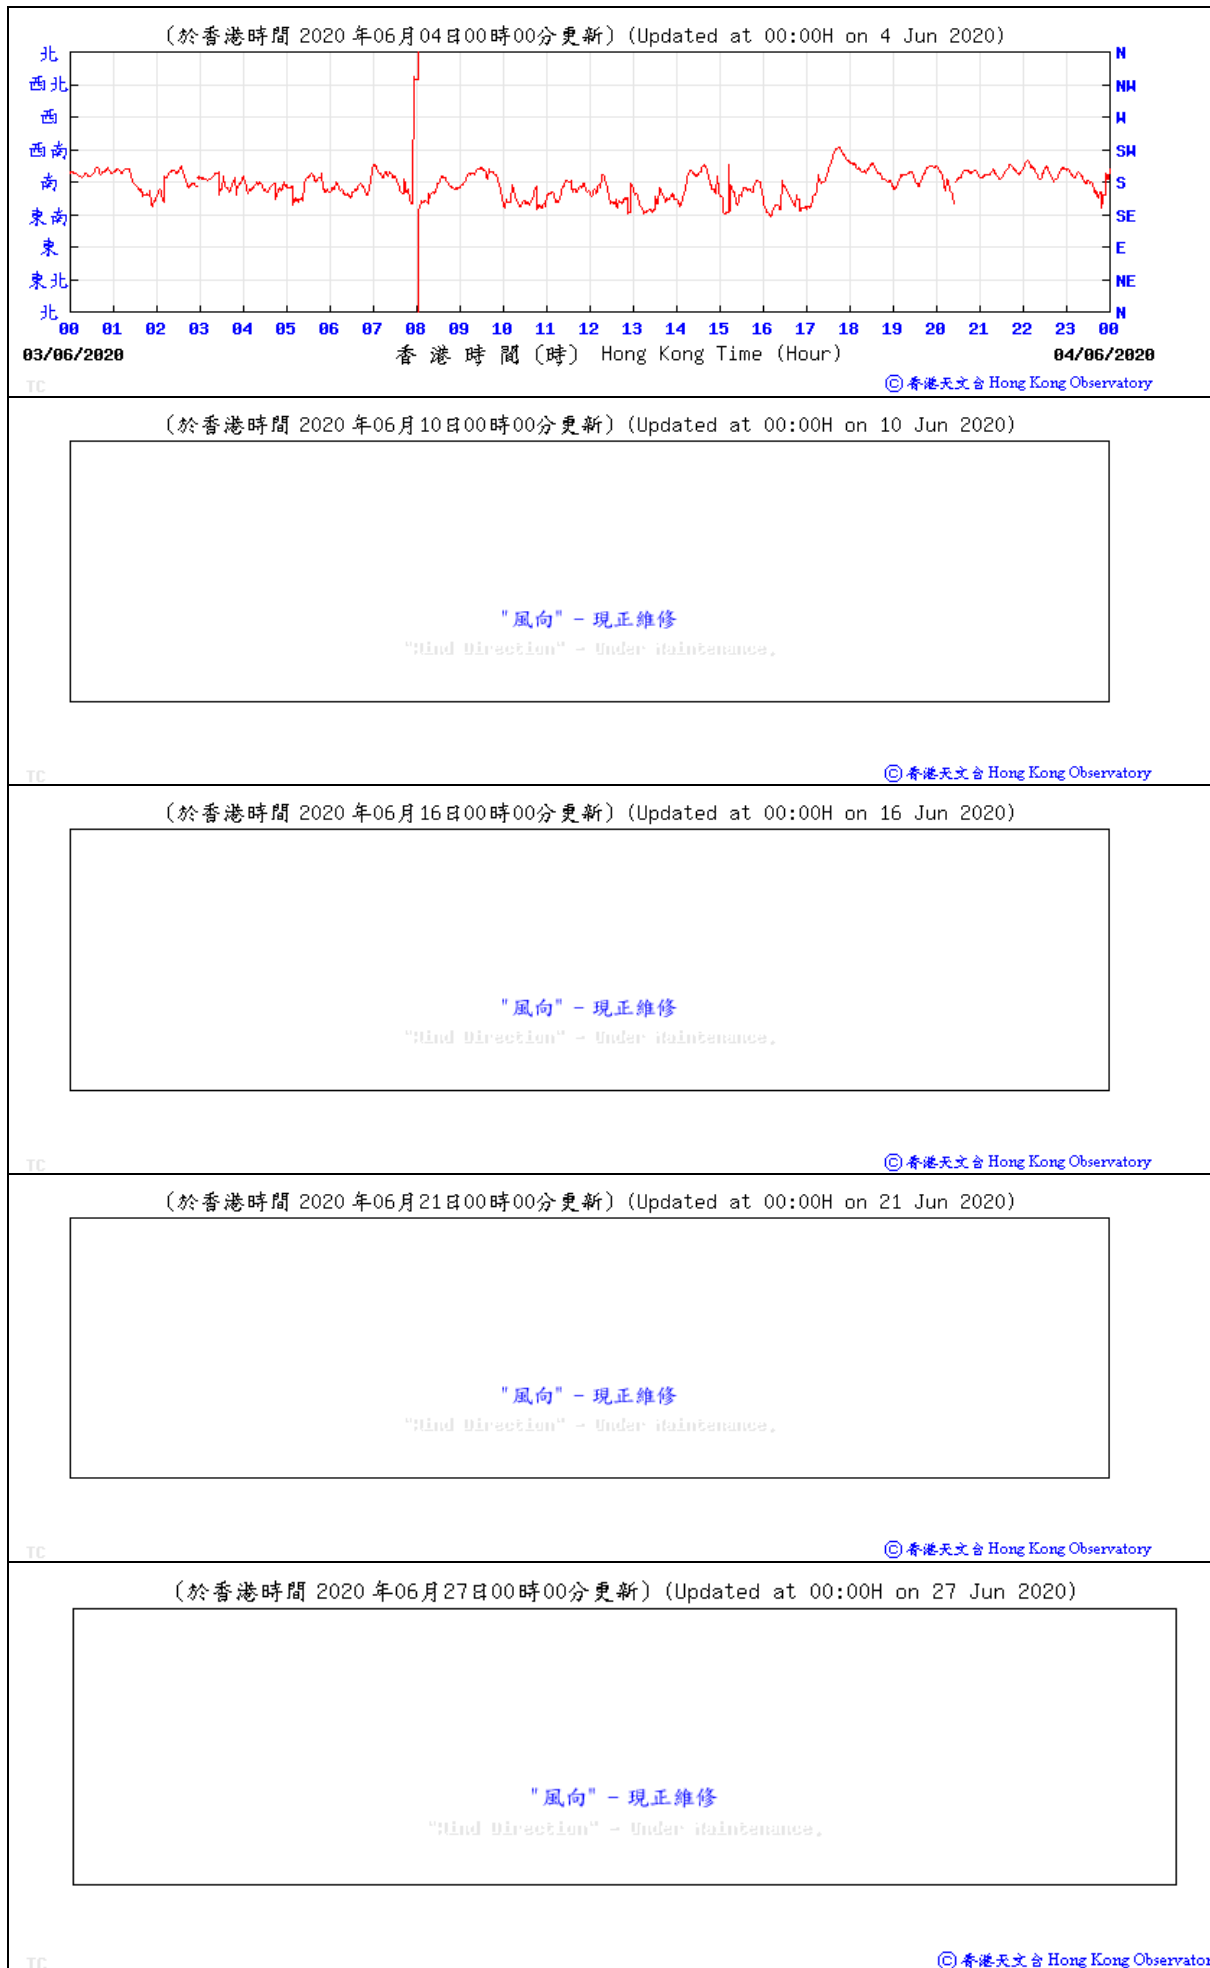 (於香港時間 2020 年06月04日00時00分更新) (Updated at 00:00H on 4 Jun 2020)
北 N
西北 NW
西 W
西南 SW
南 S
東南 SE
東 E
東北 NE
北 N
00 01 02 03 04 05 06 07 08 09 10 11 12 13 14 15 16 17 18 19 20 21 22 23 00
03/06/2020 香港時間(時) Hong Kong Time (Hour) 04/06/2020
TC © 香港天文台 Hong Kong Observatory
(於香港時間 2020 年06月10日00時00分更新) (Updated at 00:00H on 10 Jun 2020)
"風向" - 現正維修
"Wind Direction" - Under Maintenance.
TC © 香港天文台 Hong Kong Observatory
(於香港時間 2020 年06月16日00時00分更新) (Updated at 00:00H on 16 Jun 2020)
"風向" - 現正維修
"Wind Direction" - Under Maintenance.
TC © 香港天文台 Hong Kong Observatory
(於香港時間 2020 年06月21日00時00分更新) (Updated at 00:00H on 21 Jun 2020)
"風向" - 現正維修
"Wind Direction" - Under Maintenance.
TC © 香港天文台 Hong Kong Observatory
(於香港時間 2020 年06月27日00時00分更新) (Updated at 00:00H on 27 Jun 2020)
"風向" - 現正維修
"Wind Direction" - Under Maintenance.
TC © 香港天文台 Hong Kong Observator